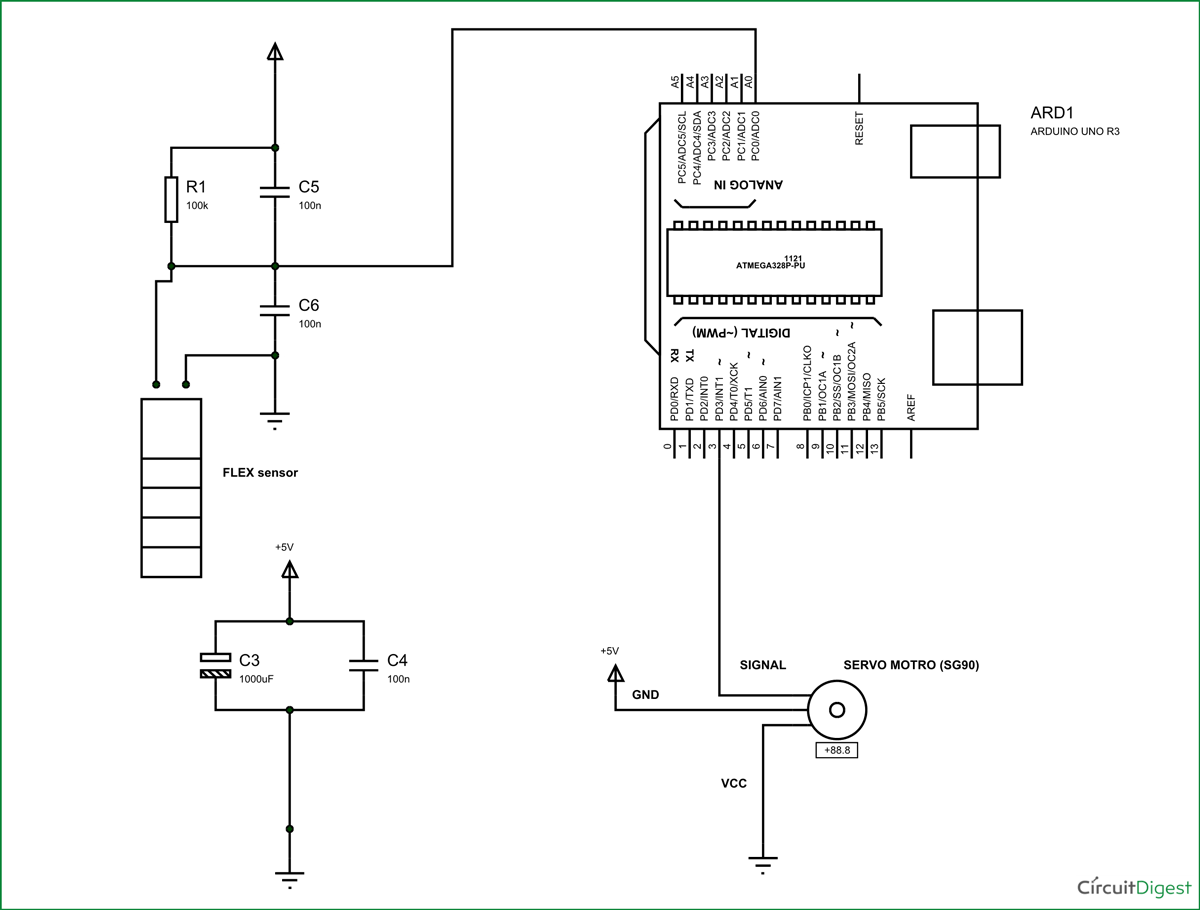 A5
A4
A3
A2
A1
A0
PC5/ADC5/SCL
PC4/ADC4/SDA
PC3/ADC3
PC2/ADC2
PC1/ADC1
PC0/ADC0
RESET
ARD1
ARDUINO UNO R3
ANALOG IN
R1
100k
C5
100n
1121
ATMEGA328P-PU
C6
100n
DIGITAL (~PWM)
RX
TX
~
~
~
~
~
~
PD0/RXD
PD1/TXD
PD2/INT0
PD3/INT1
PD4/T0/XCK
PD5/T1
PD6/AIN0
PD7/AIN1
PB0/ICP1/CLKO
PB1/OC1A
PB2/SS/OC1B
PB3/MOSI/OC2A
PB4/MISO
PB5/SCK
AREF
0
1
2
3
4
5
6
7
8
9
10
11
12
13
FLEX sensor
+5V
C3
1000uF
C4
100n
+5V
GND
SIGNAL
SERVO MOTRO (SG90)
+88.8
VCC
CircuitDigest